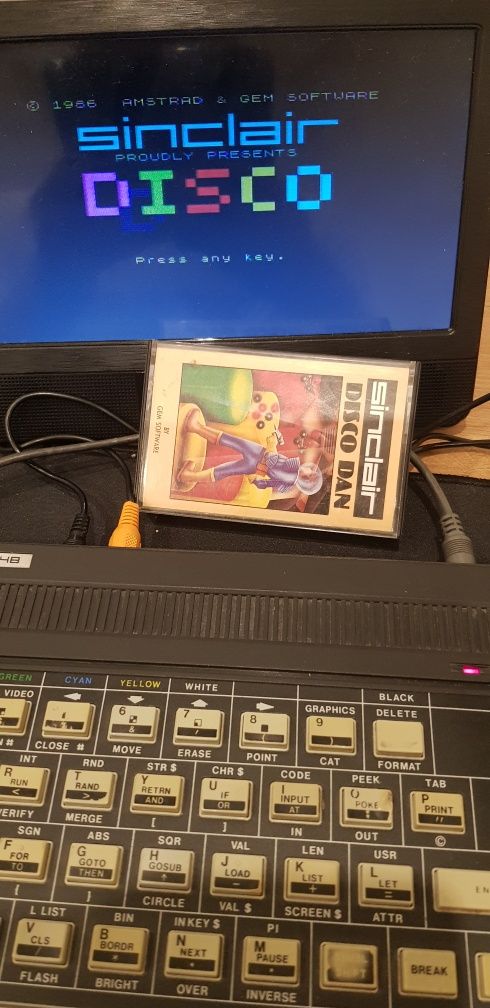 © 1986 AMSTRAD & GEM SOFTWARE
sinclair
PROUDLY PRESENTS
DISCO
Press any key.
sinclair
DISCO DAN
BY
GEM SOFTWARE
48
GREEN CYAN YELLOW WHITE BLACK
VIDEO GRAPHICS DELETE
6 & 7 ' 8 ( 9 )
# CLOSE # MOVE ERASE POINT CAT FORMAT
INT RND STR $ CHR $ CODE PEEK TAB
R RUN < T RAND > Y RETRN AND U IF OR I INPUT AT O POKE ; P PRINT "
VERIFY MERGE [ ] IN OUT ©
SGN ABS SQR VAL LEN USR
F FOR TO G GOTO THEN H GOSUB ↑ J LOAD - K LIST + L LET = EN
{ } CIRCLE VAL $ SCREEN $ ATTR
L LIST BIN INKEY $ PI
V CLS / B BORDR * N NEXT , M PAUSE . BREAK
FLASH BRIGHT OVER INVERSE